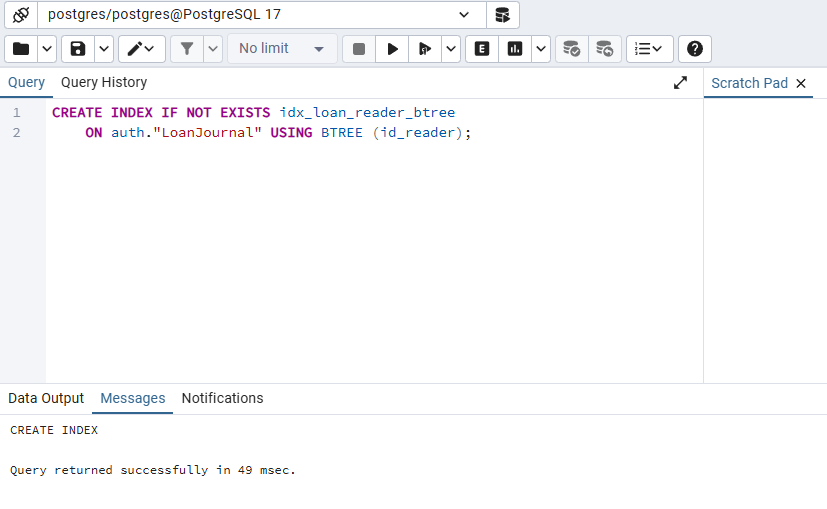 postgres/postgres@PostgreSQL 17
No limit
E
Query Query History
Scratch Pad
1 CREATE INDEX IF NOT EXISTS idx_loan_reader_btree
2 ON auth."LoanJournal" USING BTREE (id_reader);
Data Output Messages Notifications
CREATE INDEX
Query returned successfully in 49 msec.